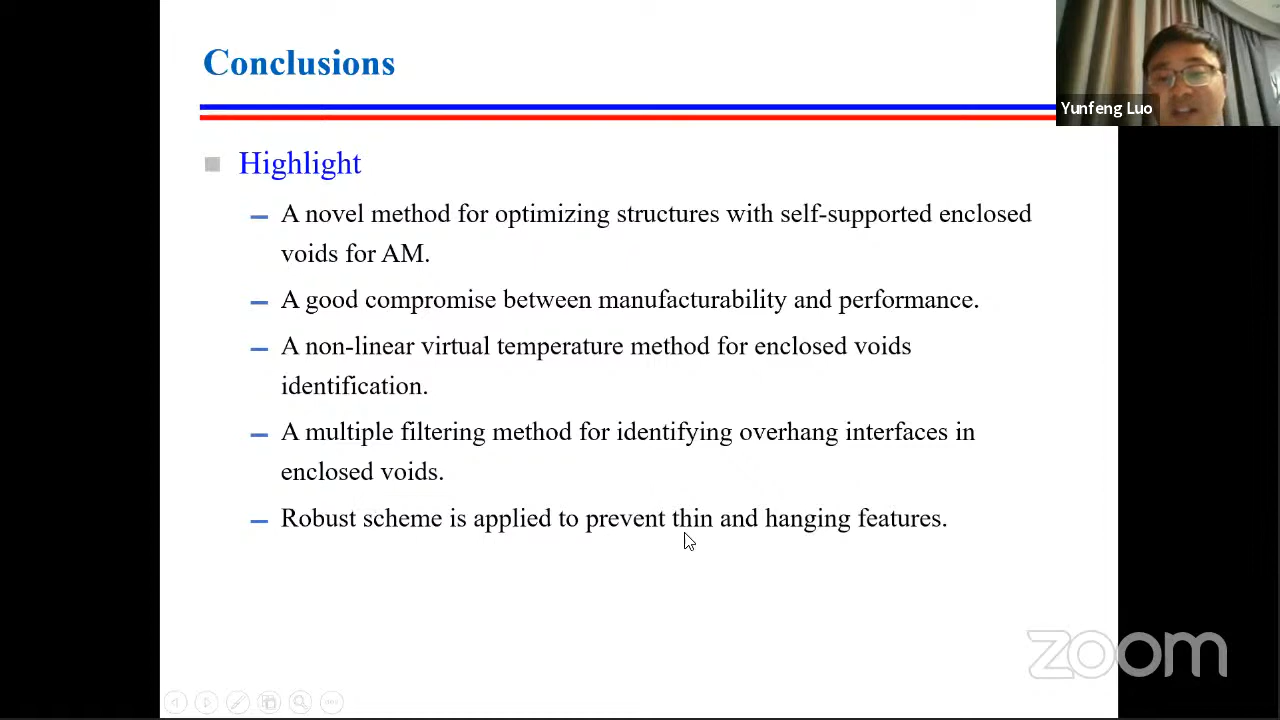 Conclusions
Yunfeng Luo
Highlight
A novel method for optimizing structures with self-supported enclosed
voids for AM.
A good compromise between manufacturability and performance.
A non-linear virtual temperature method for enclosed voids
identification.
A multiple filtering method for identifying overhang interfaces in
enclosed voids.
Robust scheme is applied to prevent thin and hanging features.
zoom